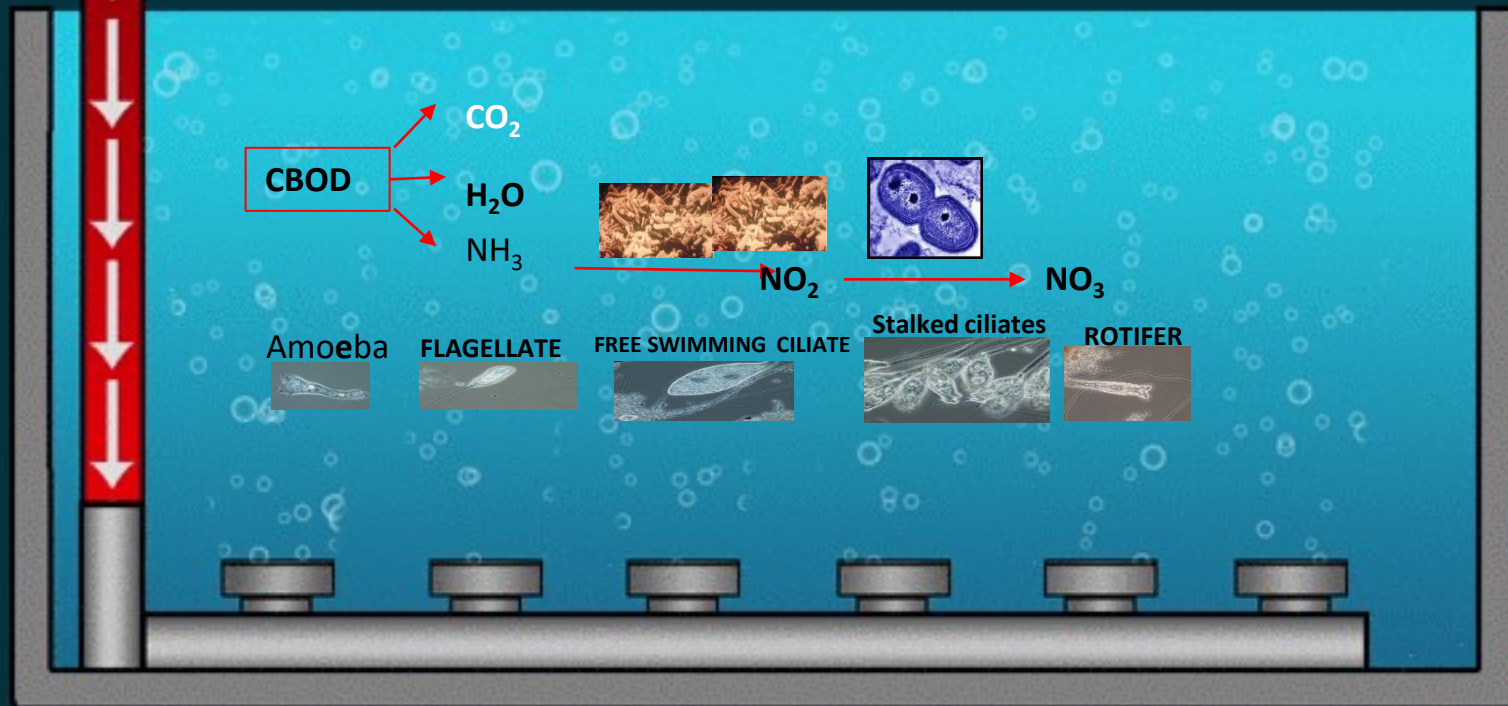 CO₂
CBOD
H₂O
NH₃
NO₂
NO₃
Amoeba
FLAGELLATE
FREE SWIMMING CILIATE
Stalked ciliates
ROTIFER